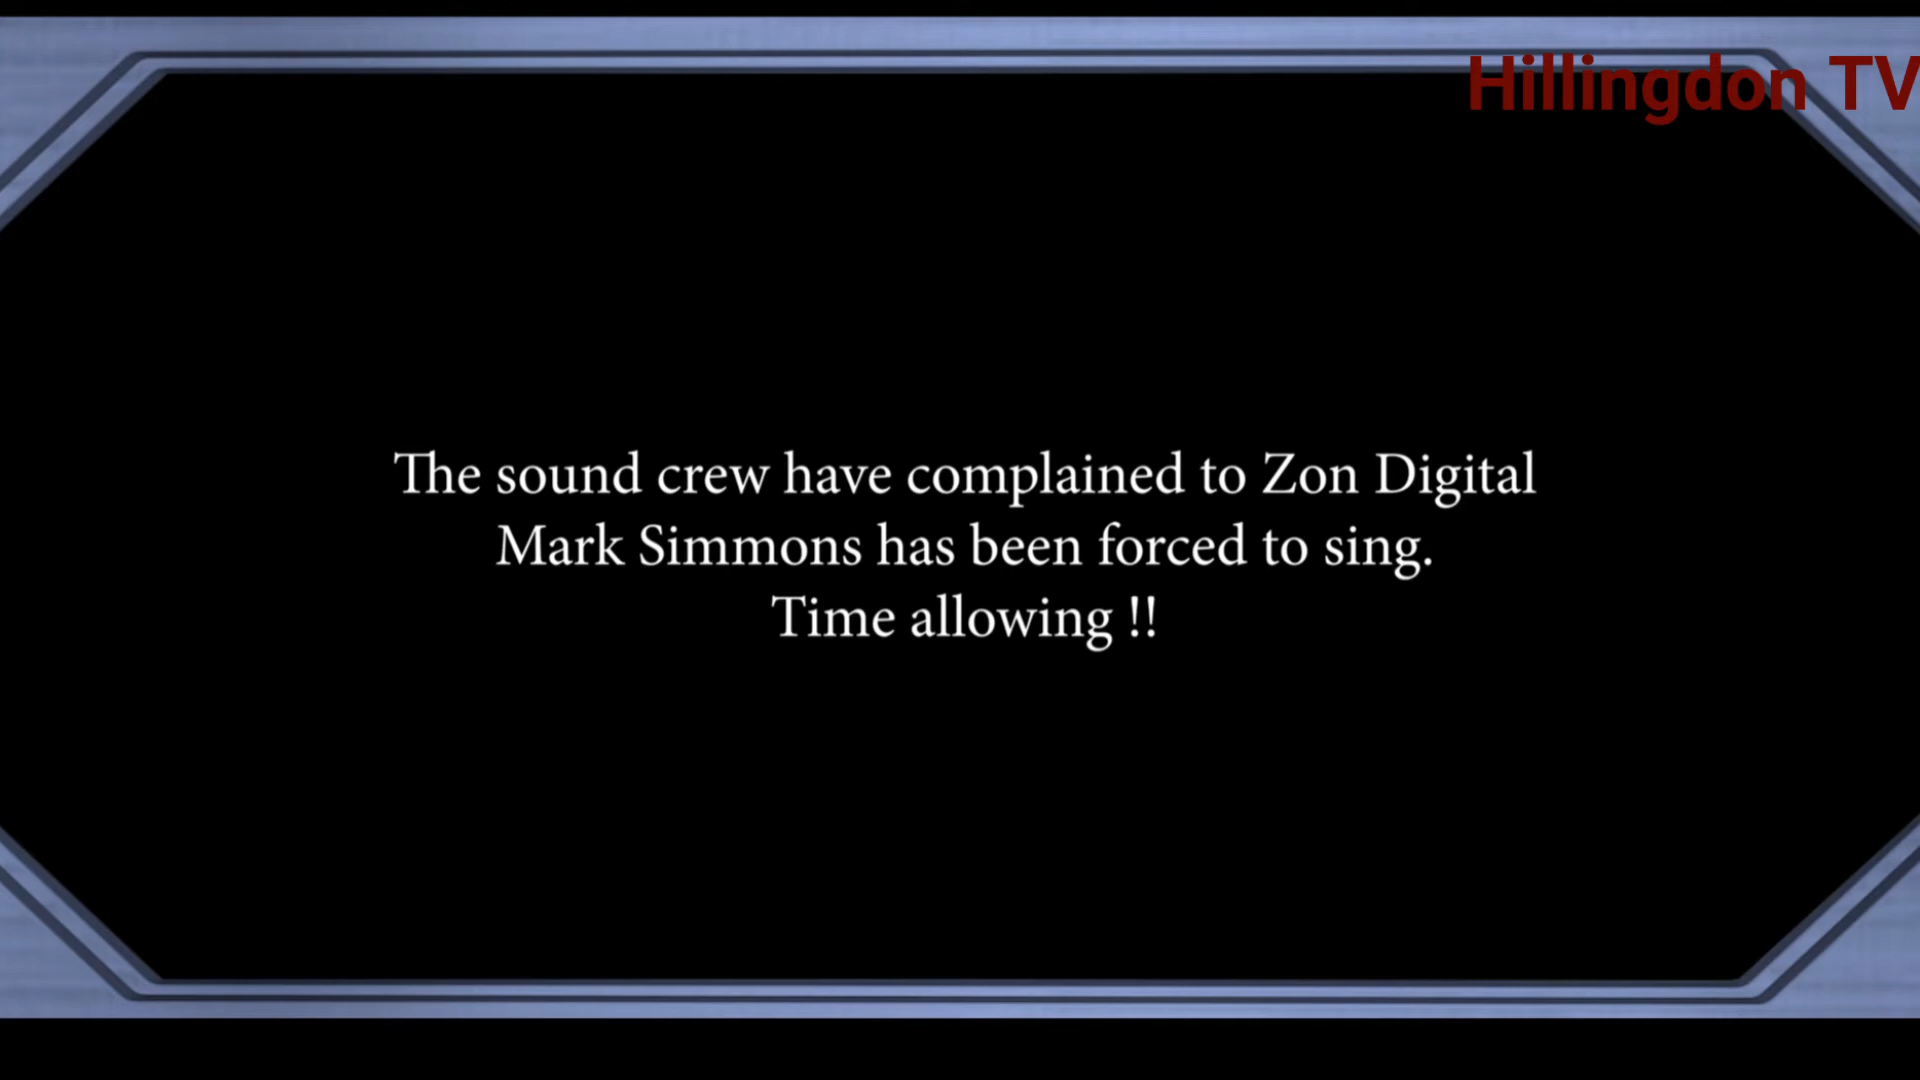 Hillingdon TV
The sound crew have complained to Zon Digital
Mark Simmons has been forced to sing.
Time allowing !!